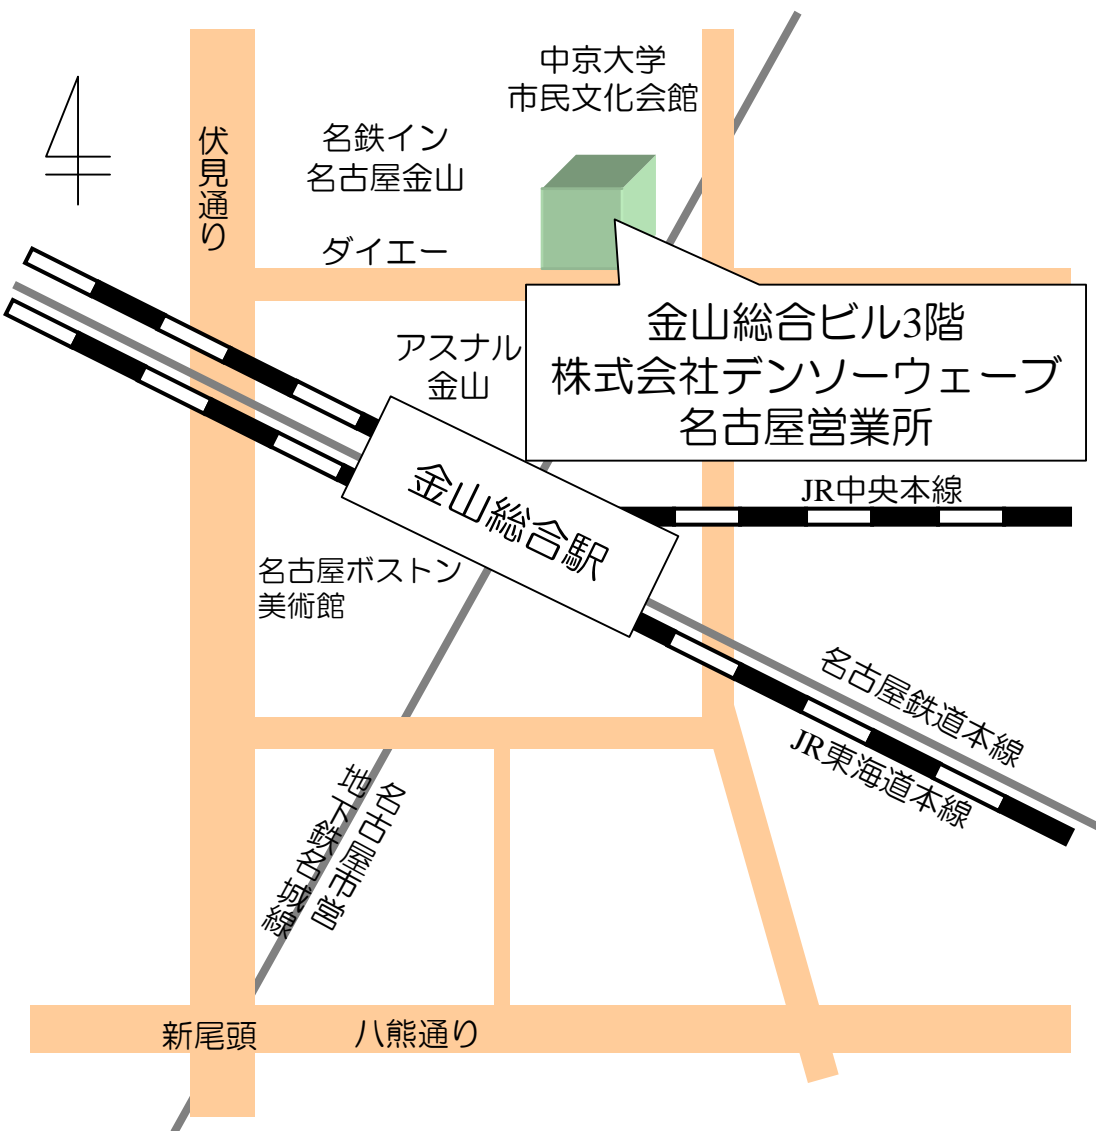 中京大学
市民文化会館
名鉄イン
名古屋金山
伏見通り
ダイエー
金山総合ビル3階
株式会社デンソーウェーブ
名古屋営業所
アスナル
金山
金山総合駅
JR中央本線
名古屋ボストン
美術館
名古屋鉄道本線
JR東海道本線
名古屋市営
地下鉄名城線
新尾頭
八熊通り